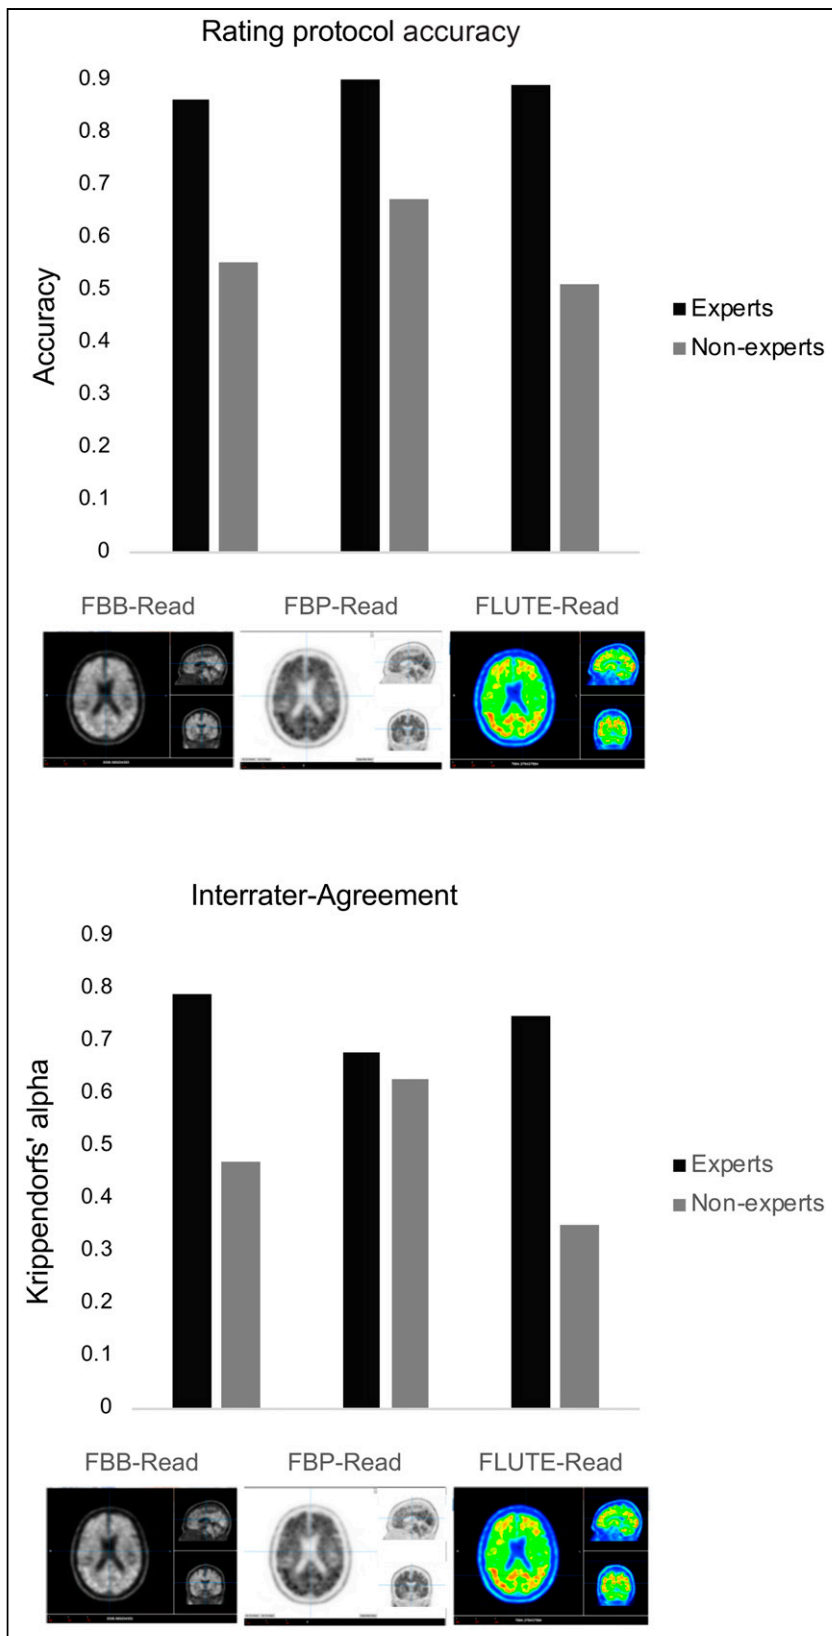 Rating protocol accuracy
Accuracy
0.9
0.8
0.7
0.6
0.5
0.4
0.3
0.2
0.1
0
Experts
Non-experts
FBB-Read FBP-Read FLUTE-Read
Interrater-Agreement
Krippendorfs' alpha
0.9
0.8
0.7
0.6
0.5
0.4
0.3
0.2
0.1
0
Experts
Non-experts
FBB-Read FBP-Read FLUTE-Read